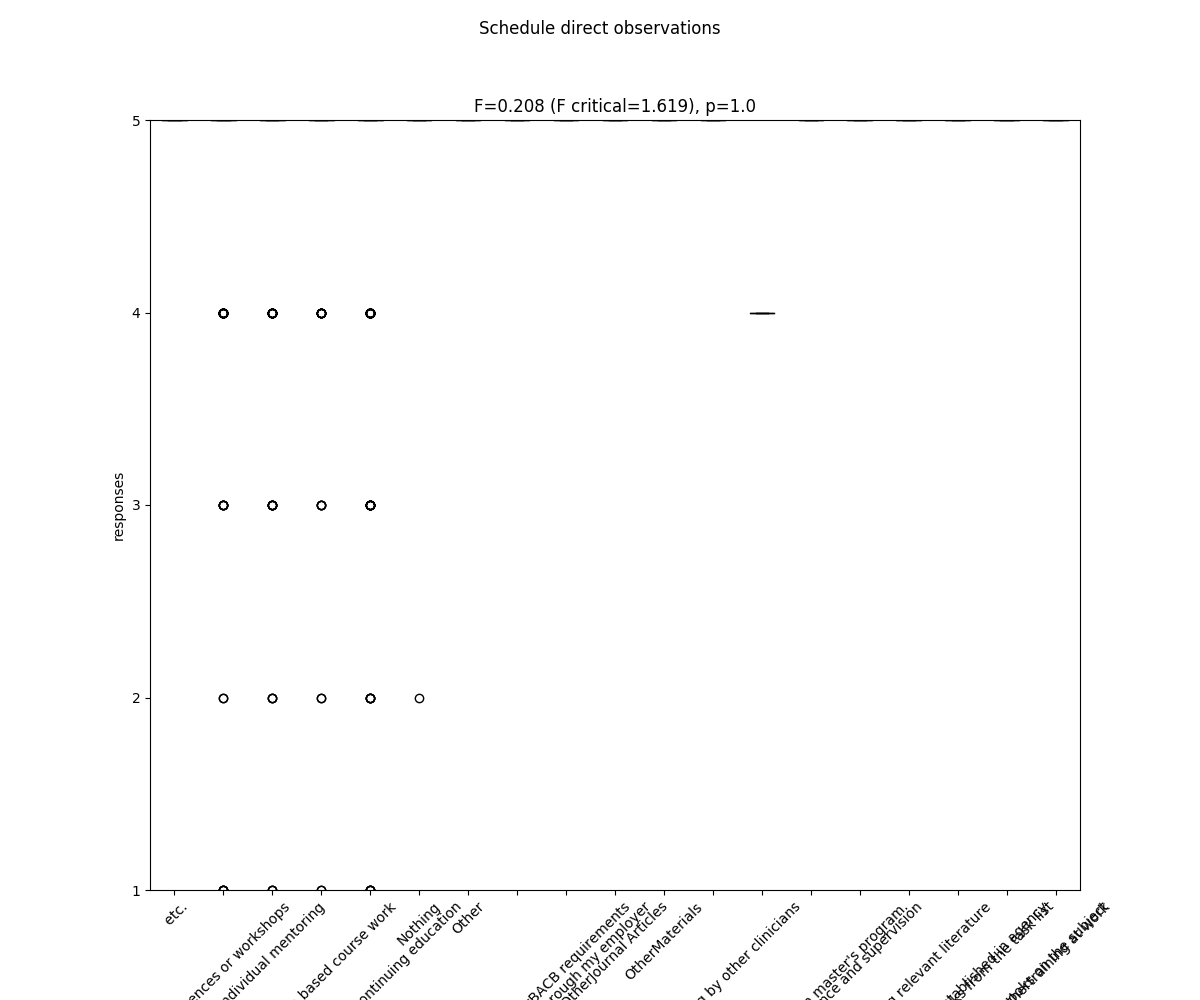 Schedule direct observations
F=0.208 (F critical=1.619), p=1.0
responses
5
4
3
2
1
etc.
ences or workshops
ndividual mentoring
based course work
ontinuing education
Nothing
Other
BACB requirements
rough my employer
Journal Articles
OtherMaterials
g by other clinicians
master's program.
nce and supervision
g relevant literature